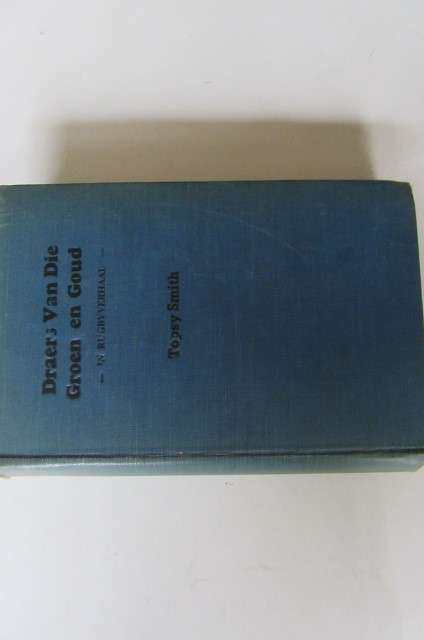 Draers Van Die
Groen en Goud
— 'N RUGBYVERHAAL —
Topsy Smith